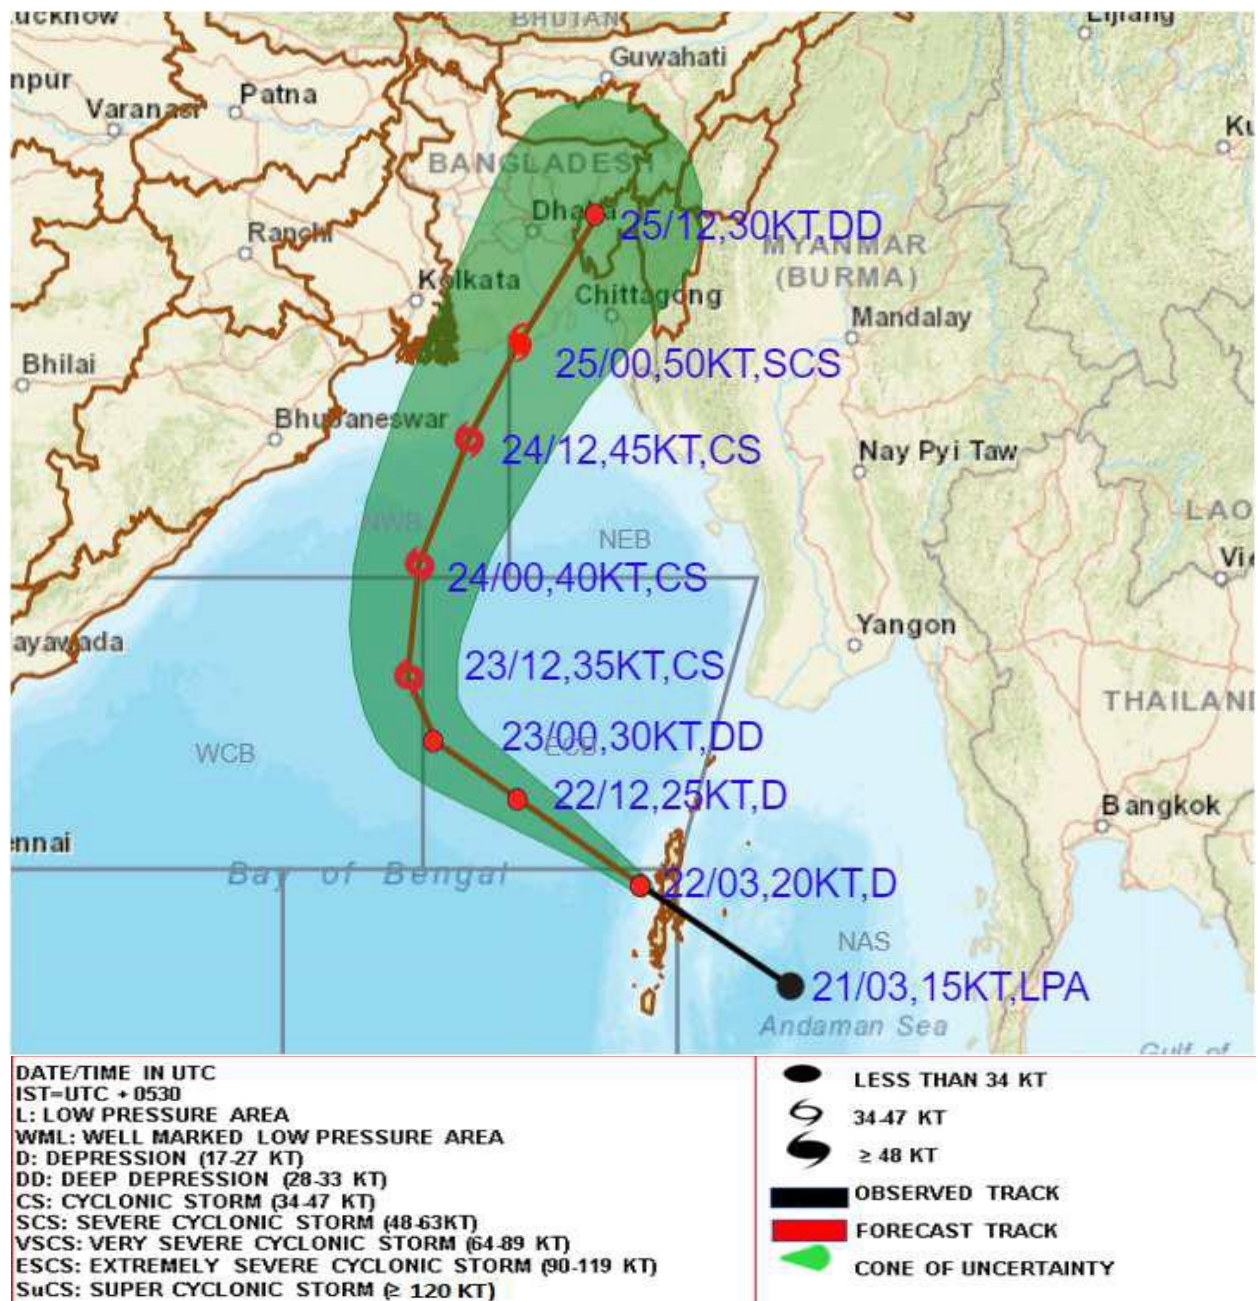 ucknow
BHUTAN
Lijiang
Guwahati
npur
Patna
Varanasi
BANGLADESH
Dhaka
25/12,30KT,DD
MYANMAR
(BURMA)
Ranchi
Kolkata
Chittagong
Mandalay
Bhilai
25/00,50KT,SCS
Bhubaneswar
24/12,45KT,CS
Nay Pyi Taw
NWB
NEB
LAO
24/00,40KT,CS
Vie
ayawada
Yangon
23/12,35KT,CS
THAILAN
WCB
23/00,30KT,DD
ECB
22/12,25KT,D
Bangkok
ennai
Bay of Bengal
22/03,20KT,D
NAS
21/03,15KT,LPA
Andaman Sea
Gulf of
DATE/TIME IN UTC
IST=UTC + 0530
L: LOW PRESSURE AREA
WML: WELL MARKED LOW PRESSURE AREA
D: DEPRESSION (17-27 KT)
DD: DEEP DEPRESSION (28-33 KT)
CS: CYCLONIC STORM (34-47 KT)
SCS: SEVERE CYCLONIC STORM (48-63KT)
VSCS: VERY SEVERE CYCLONIC STORM (64-89 KT)
ESCS: EXTREMELY SEVERE CYCLONIC STORM (90-119 KT)
SuCS: SUPER CYCLONIC STORM (≥ 120 KT)
LESS THAN 34 KT
34-47 KT
≥ 48 KT
OBSERVED TRACK
FORECAST TRACK
CONE OF UNCERTAINTY